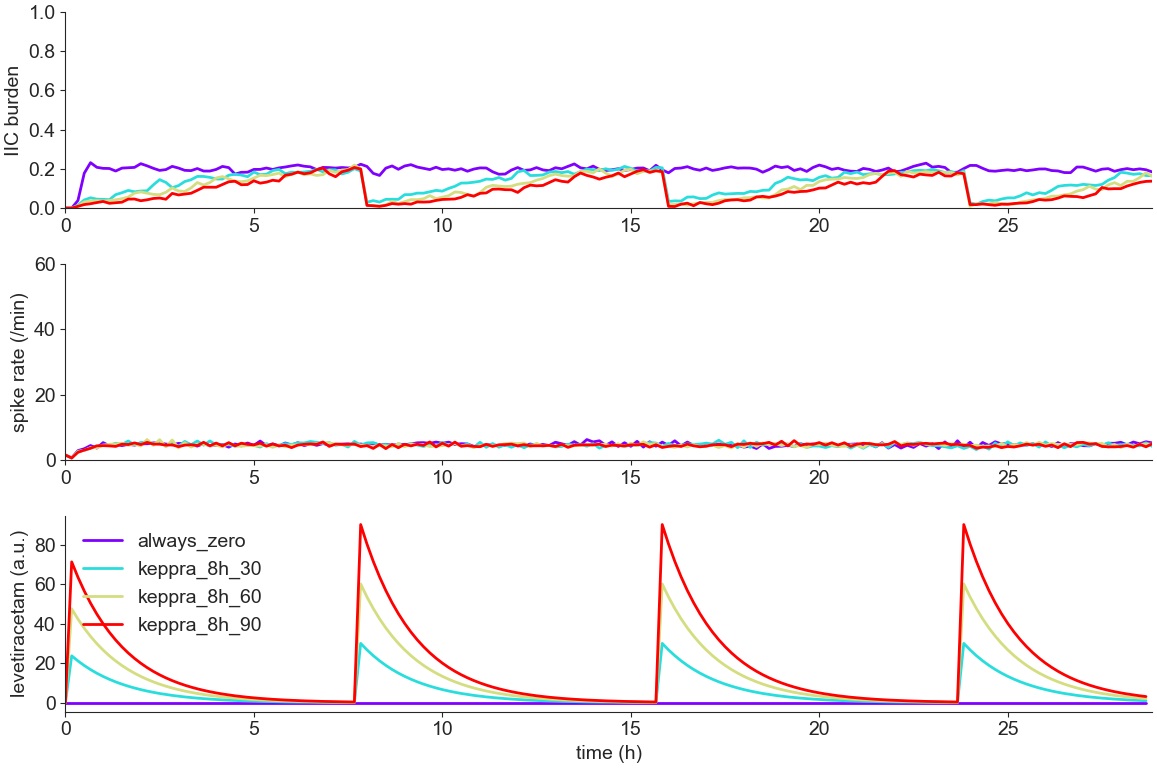 IIC burden
1.0
0.8
0.6
0.4
0.2
0.0
0 5 10 15 20 25
spike rate (/min)
60
40
20
0
0 5 10 15 20 25
levetiracetam (a.u.)
80
60
40
20
0
always_zero
keppra_8h_30
keppra_8h_60
keppra_8h_90
0 5 10 15 20 25
time (h)